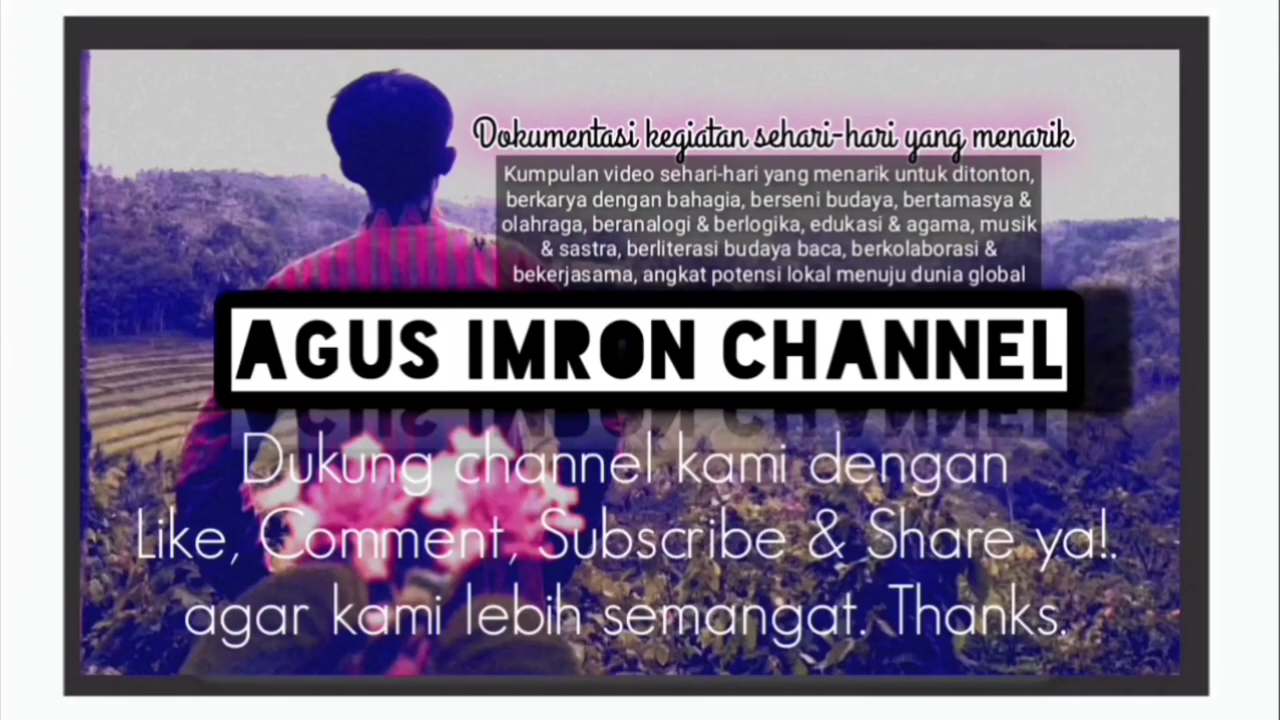 Dokumentasi kegiatan sehari-hari yang menarik
Kumpulan video sehari-hari yang menarik untuk ditonton,
berkarya dengan bahagia, berseni budaya, bertamasya &
olahraga, beranalogi & berlogika, edukasi & agama, musik
& sastra, berliterasi budaya baca, berkolaborasi &
bekerjasama, angkat potensi lokal menuju dunia global
AGUS IMRON CHANNEL
Dukung channel kami dengan
Like, Comment, Subscribe & Share ya!.
agar kami lebih semangat. Thanks.